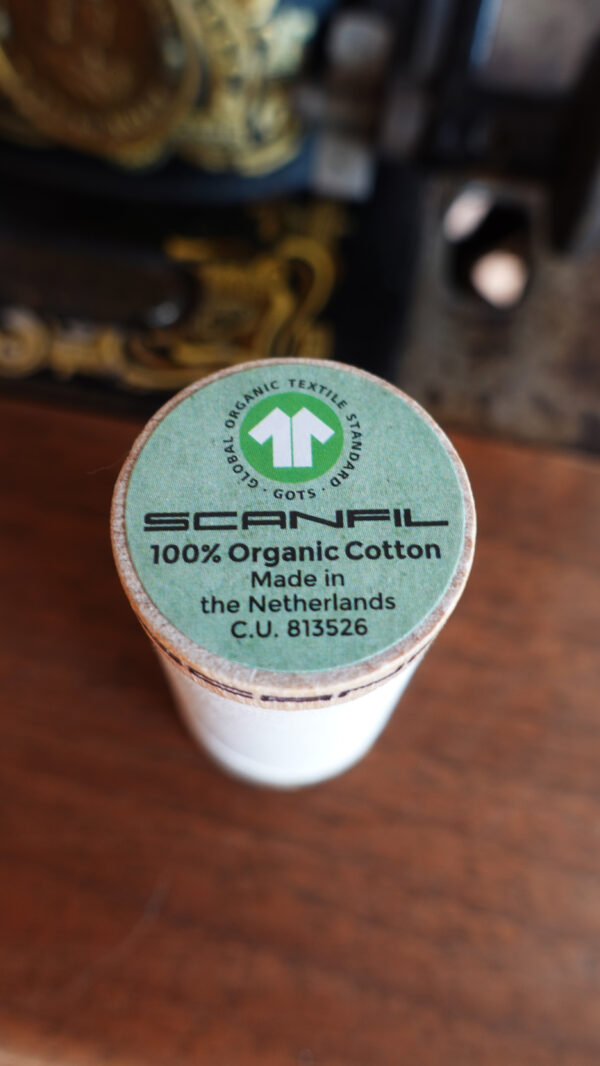 GLOBAL ORGANIC TEXTILE STANDARD
· GOTS ·
SCANFIL
100% Organic Cotton
Made in
the Netherlands
C.U. 813526